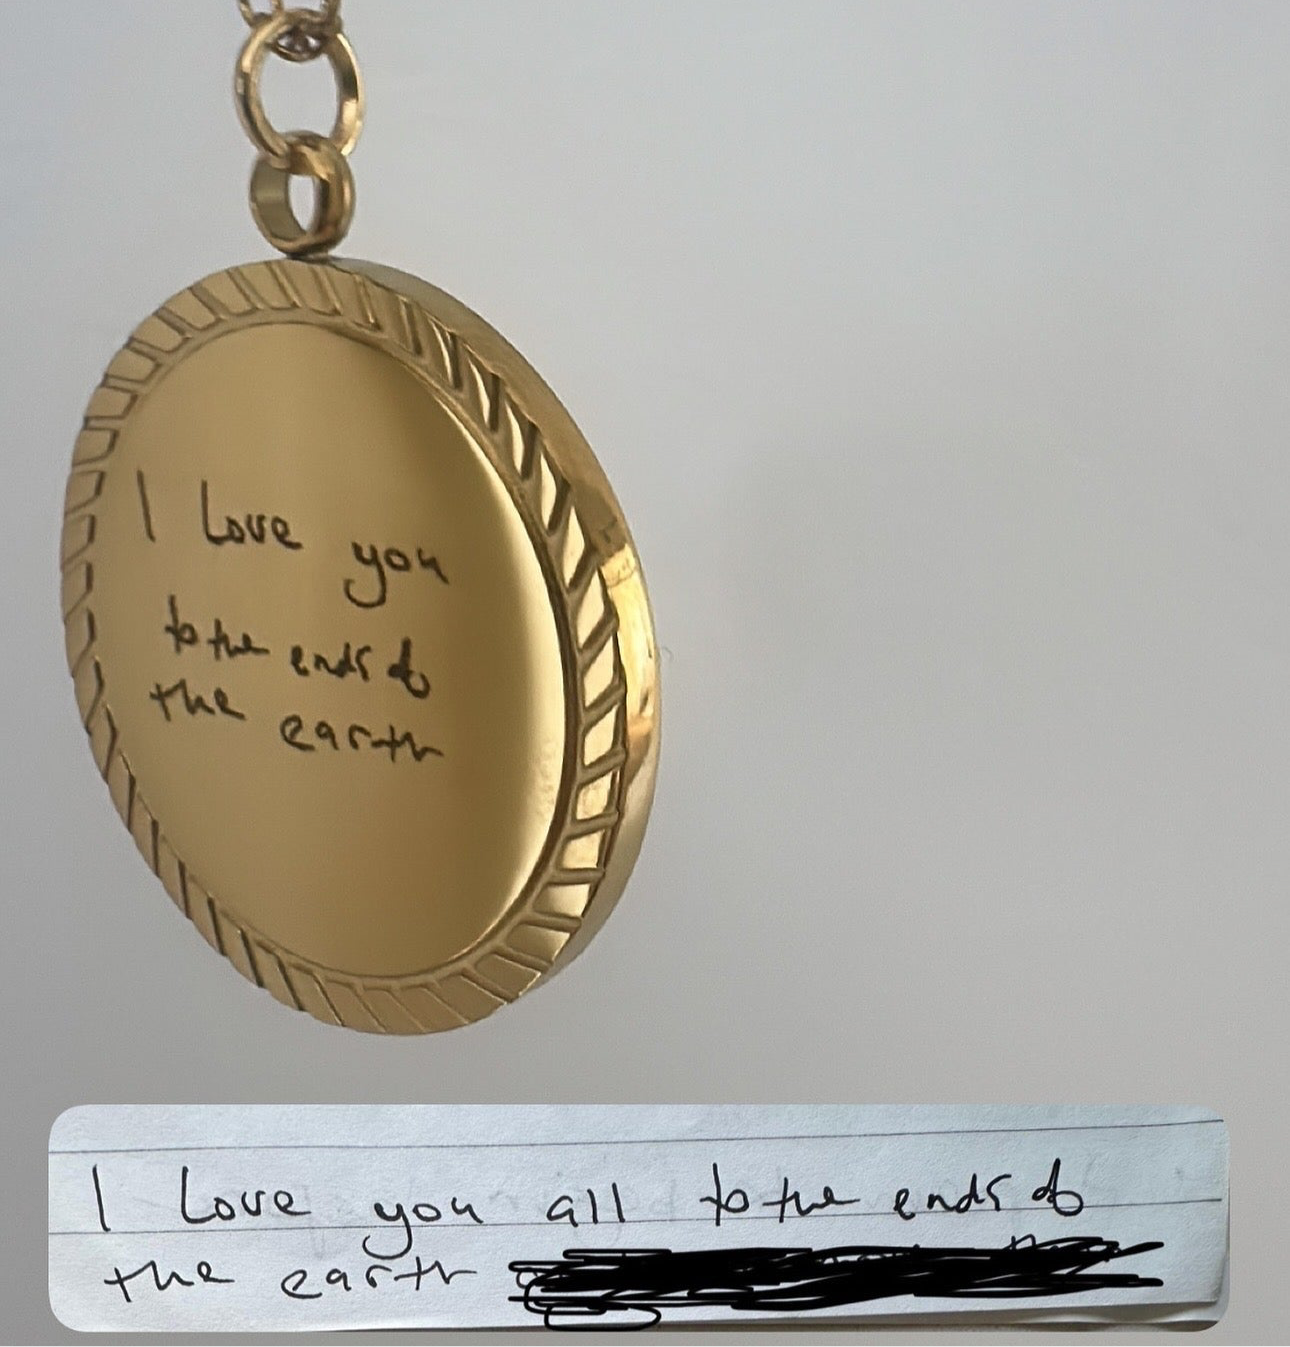 I Love you
to the ends of
the earth
I Love you all to the ends of
the earth